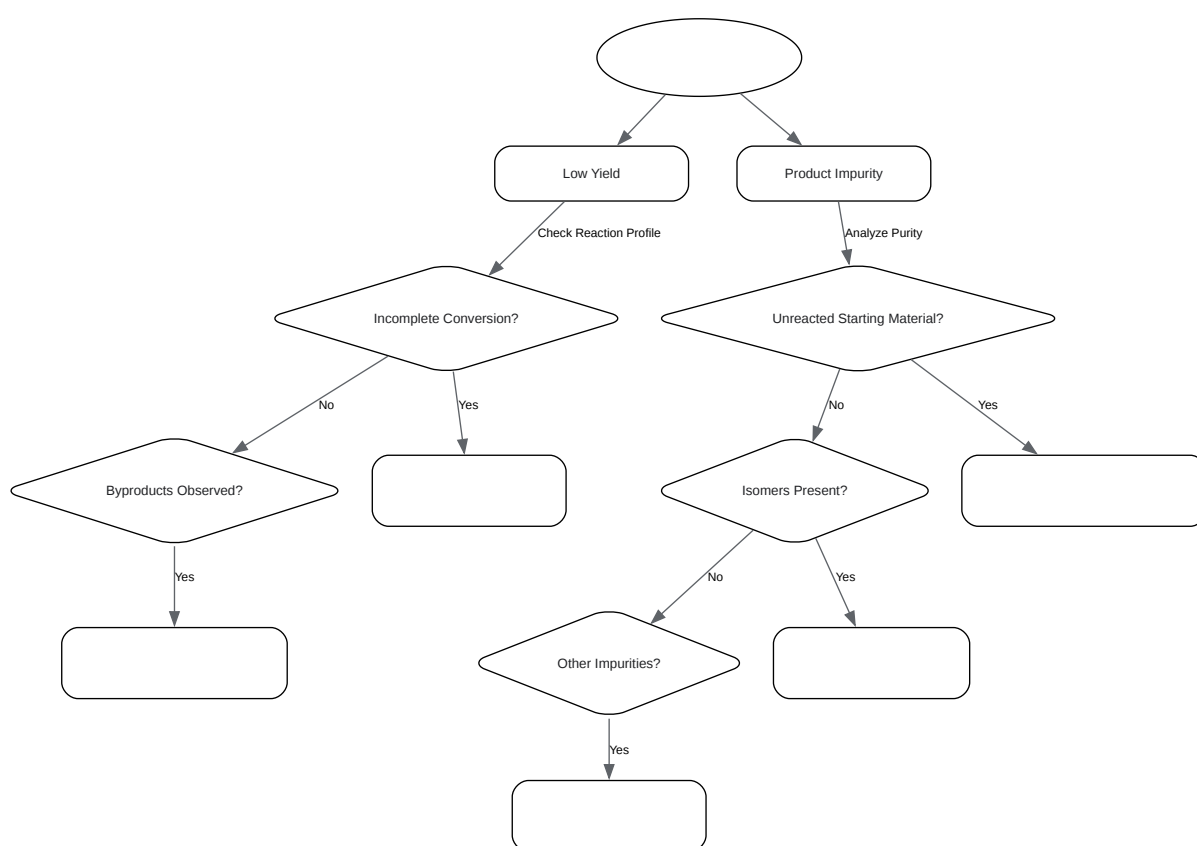 Low Yield
Product Impurity
Check Reaction Profile
Analyze Purity
Incomplete Conversion?
Unreacted Starting Material?
No
Yes
No
Yes
Byproducts Observed?
Isomers Present?
Yes
No
Yes
Other Impurities?
Yes